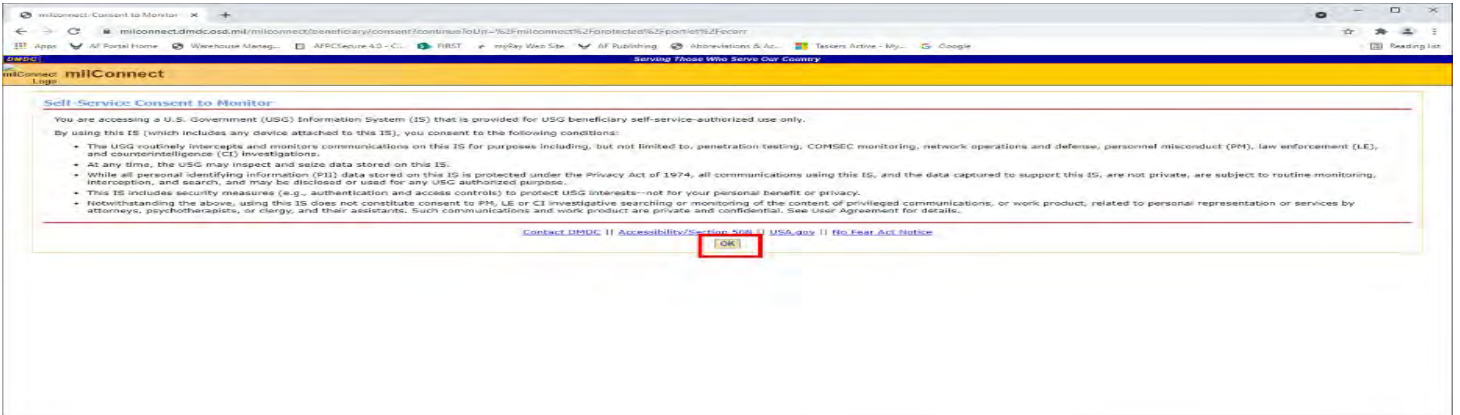 milConnect: Consent to Monitor
milconnect.dmdc.osd.mil/milconnect/beneficiary/consent?continueToUrl=%2Fmilconnect%2Fprotected%2Fportlet%2Fecorr
Apps AF Portal Home Warehouse Manag... AFPCSecure 4.0 - C... FIRST myPay Web Site AF Publishing Abbreviations & Ac... Taskers Active - My... Google Reading list
DMDC Serving Those Who Serve Our Country
milConnect Logo milConnect
Self-Service Consent to Monitor
You are accessing a U.S. Government (USG) Information System (IS) that is provided for USG beneficiary self-service-authorized use only.
By using this IS (which includes any device attached to this IS), you consent to the following conditions:
• The USG routinely intercepts and monitors communications on this IS for purposes including, but not limited to, penetration testing, COMSEC monitoring, network operations and defense, personnel misconduct (PM), law enforcement (LE),
and counterintelligence (CI) investigations.
• At any time, the USG may inspect and seize data stored on this IS.
• While all personal identifying information (PII) data stored on this IS is protected under the Privacy Act of 1974, all communications using this IS, and the data captured to support this IS, are not private, are subject to routine monitoring,
interception, and search, and may be disclosed or used for any USG authorized purpose.
• This IS includes security measures (e.g., authentication and access controls) to protect USG interests--not for your personal benefit or privacy.
• Notwithstanding the above, using this IS does not constitute consent to PM, LE or CI investigative searching or monitoring of the content of privileged communications, or work product, related to personal representation or services by
attorneys, psychotherapists, or clergy, and their assistants. Such communications and work product are private and confidential. See User Agreement for details.
Contact DMDC || Accessibility/Section 508 || USA.gov || No Fear Act Notice
OK